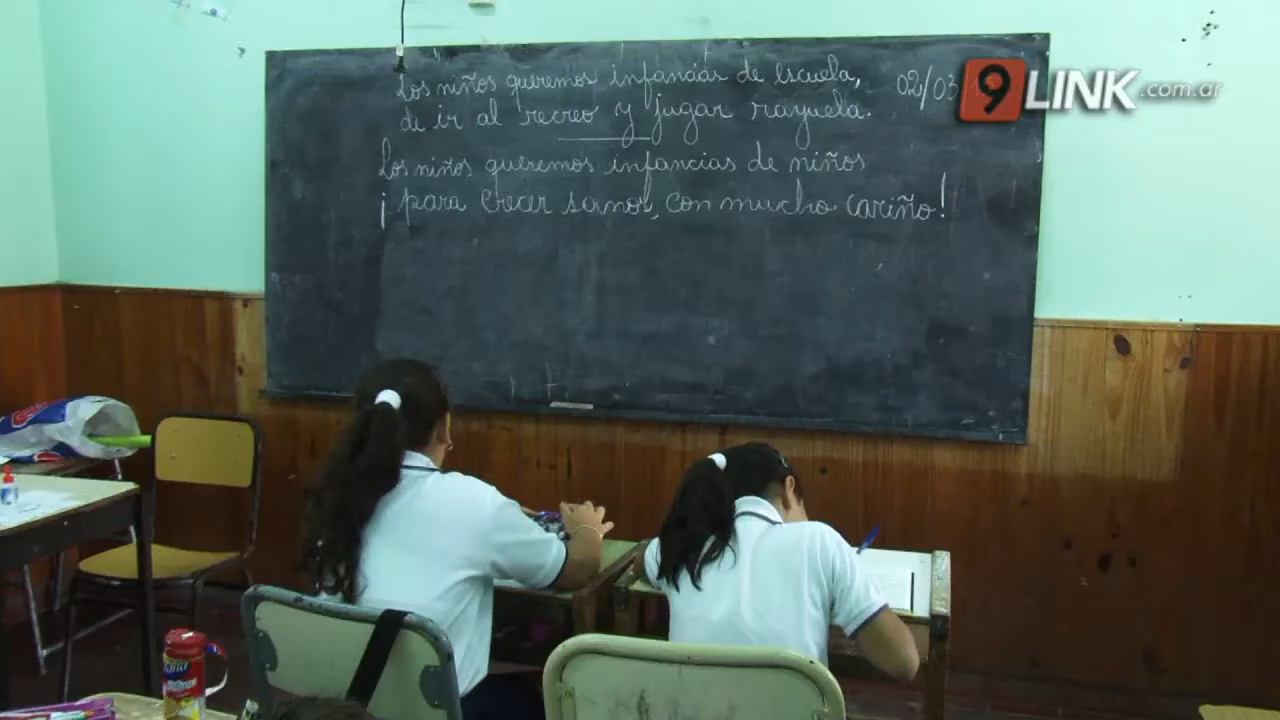 Los niños queremos infancias de escuela,
02/03
de ir al recreo y jugar rayuela.
Los niños queremos infancias de niños
¡para crecer sanos, con mucho cariño!
9 LINK.com.ar